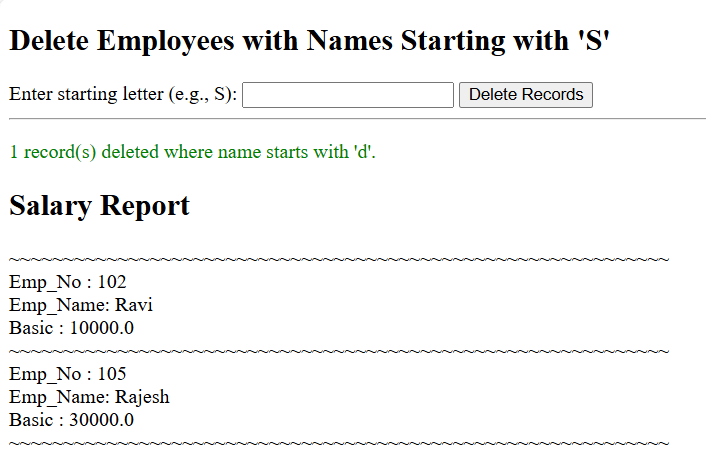 Delete Employees with Names Starting with 'S'
Enter starting letter (e.g., S): Delete Records
1 record(s) deleted where name starts with 'd'.
Salary Report
~~~~~~~~~~~~~~~~~~~~~~~~~~~~~~~~~~~~~~~~~~~~~~~~~~~~~~~~~~~~~
Emp_No : 102
Emp_Name: Ravi
Basic : 10000.0
~~~~~~~~~~~~~~~~~~~~~~~~~~~~~~~~~~~~~~~~~~~~~~~~~~~~~~~~~~~~~
Emp_No : 105
Emp_Name: Rajesh
Basic : 30000.0
~~~~~~~~~~~~~~~~~~~~~~~~~~~~~~~~~~~~~~~~~~~~~~~~~~~~~~~~~~~~~